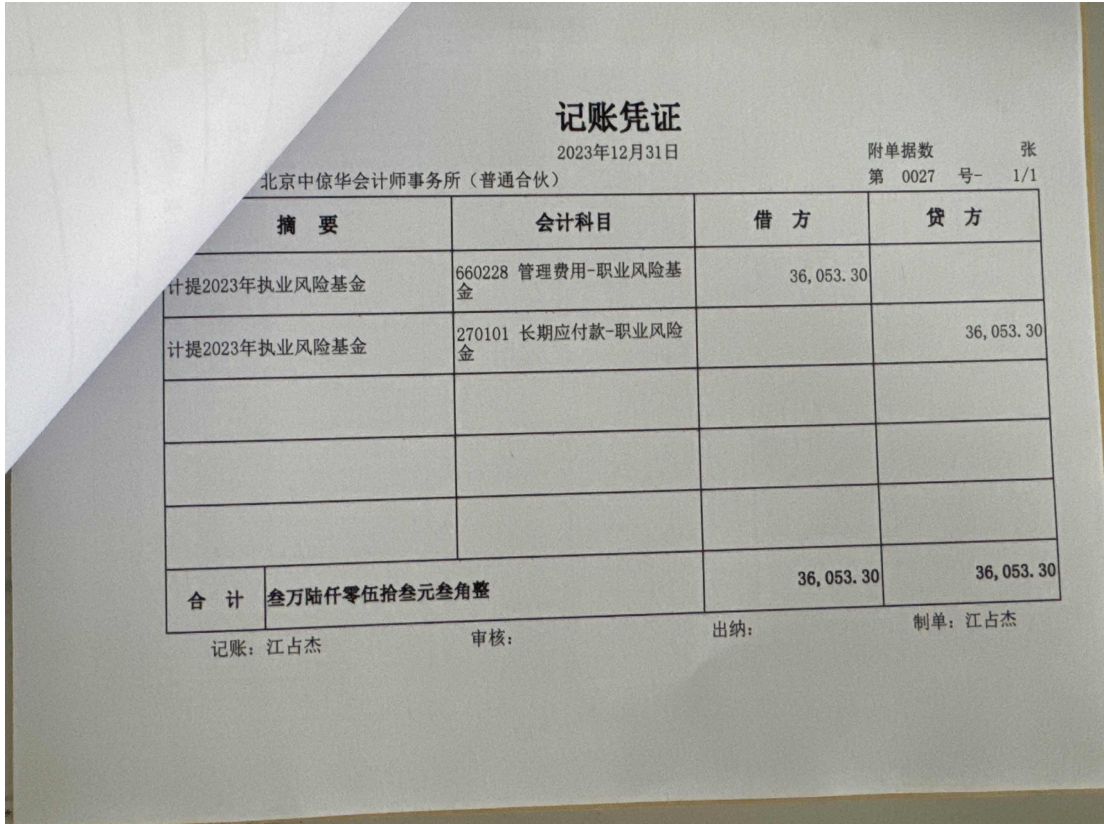 记账凭证
2023年12月31日
附单据数 张
北京中倞华会计师事务所（普通合伙）
第 0027 号- 1/1
摘 要 会计科目 借 方 贷 方
计提2023年执业风险基金 660228 管理费用-职业风险基金 36,053.30
计提2023年执业风险基金 270101 长期应付款-职业风险金 36,053.30
合 计 叁万陆仟零伍拾叁元叁角整 36,053.30 36,053.30
记账：江占杰 审核： 出纳： 制单：江占杰